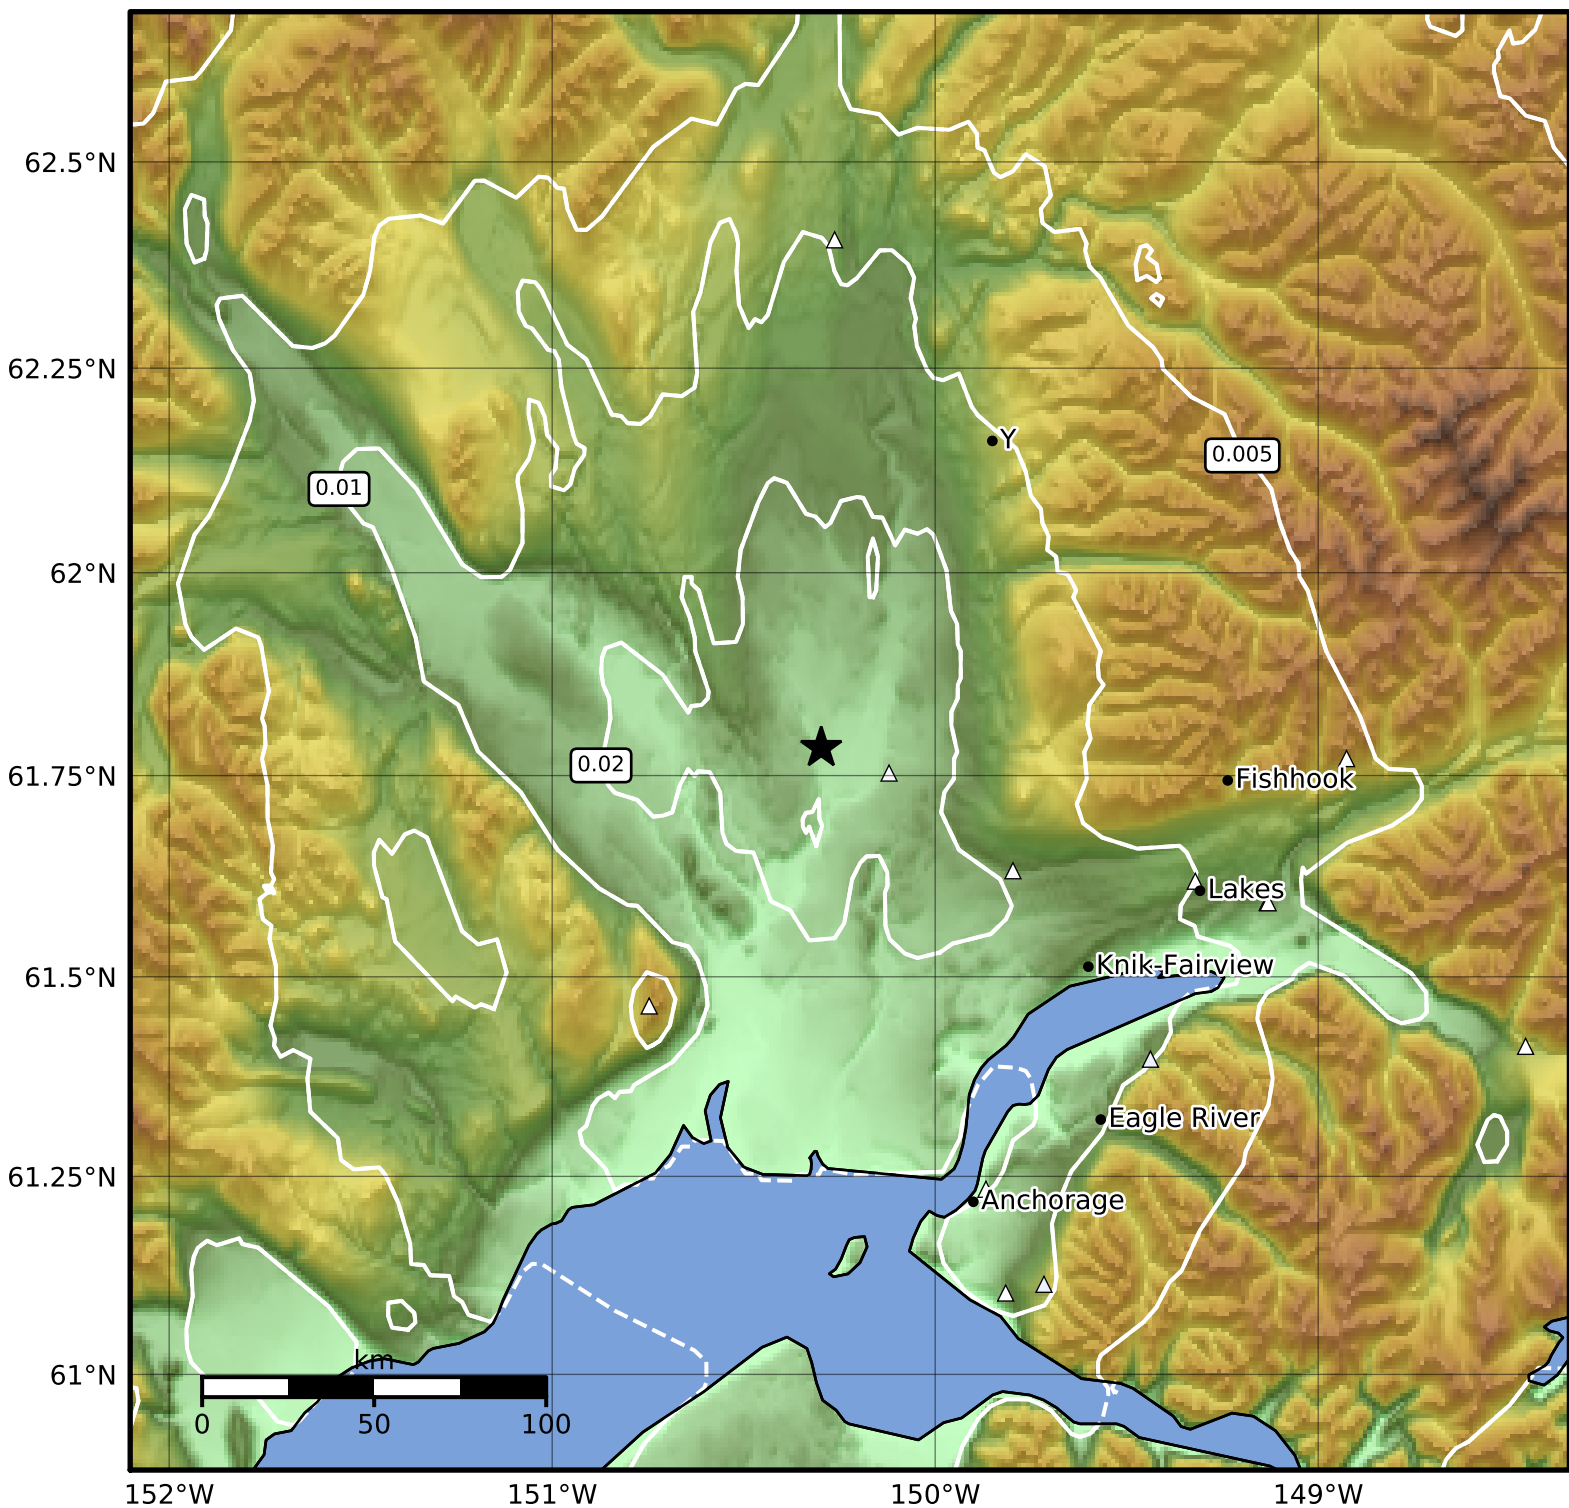 62.5°N
62.25°N
Y
0.005
0.01
62°N
0.02
61.75°N
Fishhook
Lakes
61.5°N
Knik-Fairview
Eagle River
61.25°N
Anchorage
km
61°N
0 50 100
152°W 151°W 150°W 149°W